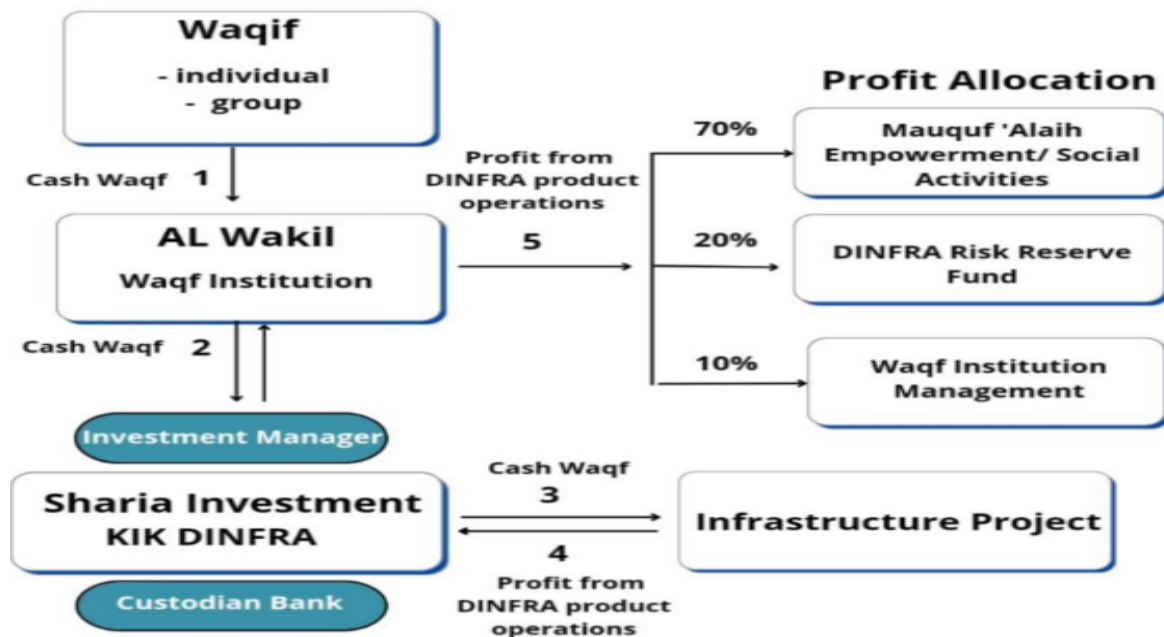 Waqif
- individual
- group
Cash Waqf 1
AL Wakil
Waqf Institution
Cash Waqf 2
Investment Manager
Sharia Investment
KIK DINFRA
Custodian Bank
Cash Waqf
3
4
Profit from
DINFRA product
operations
Infrastructure Project
Profit from
DINFRA product
operations
5
Profit Allocation
70%
Mauquf 'Alaih
Empowerment/ Social
Activities
20%
DINFRA Risk Reserve
Fund
10%
Waqf Institution
Management